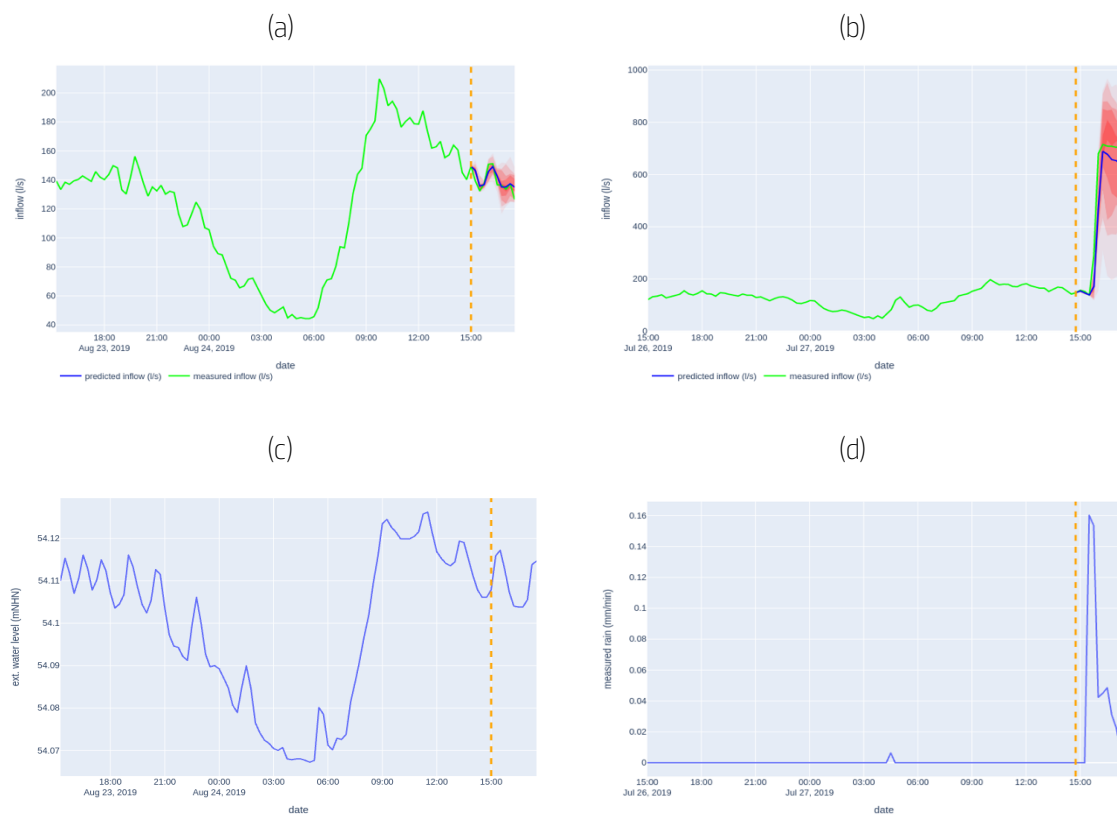 (a)
(b)
inflow (l/s)
200
180
160
140
120
100
80
60
40
18:00
Aug 23, 2019
21:00
00:00
Aug 24, 2019
03:00
06:00
09:00
12:00
15:00
date
predicted inflow (l/s)
measured inflow (l/s)
inflow (l/s)
1000
800
600
400
200
0
15:00
Jul 26, 2019
18:00
21:00
00:00
Jul 27, 2019
03:00
06:00
09:00
12:00
15:00
date
predicted inflow (l/s)
measured inflow (l/s)
(c)
(d)
ext. water level (mNHN)
54.12
54.11
54.1
54.09
54.08
54.07
18:00
Aug 23, 2019
21:00
00:00
Aug 24, 2019
03:00
06:00
09:00
12:00
15:00
date
measured rain (mm/min)
0.16
0.14
0.12
0.1
0.08
0.06
0.04
0.02
0
15:00
Jul 26, 2019
18:00
21:00
00:00
Jul 27, 2019
03:00
06:00
09:00
12:00
15:00
date